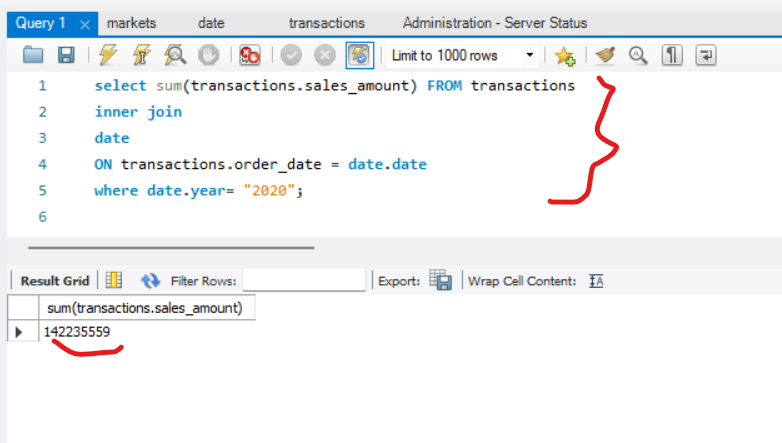 Query 1 × markets date transactions Administration - Server Status
Limit to 1000 rows
1 select sum(transactions.sales_amount) FROM transactions
2 inner join
3 date
4 ON transactions.order_date = date.date
5 where date.year= "2020";
6
Result Grid Filter Rows: Export: Wrap Cell Content: IA
sum(transactions.sales_amount)
142235559